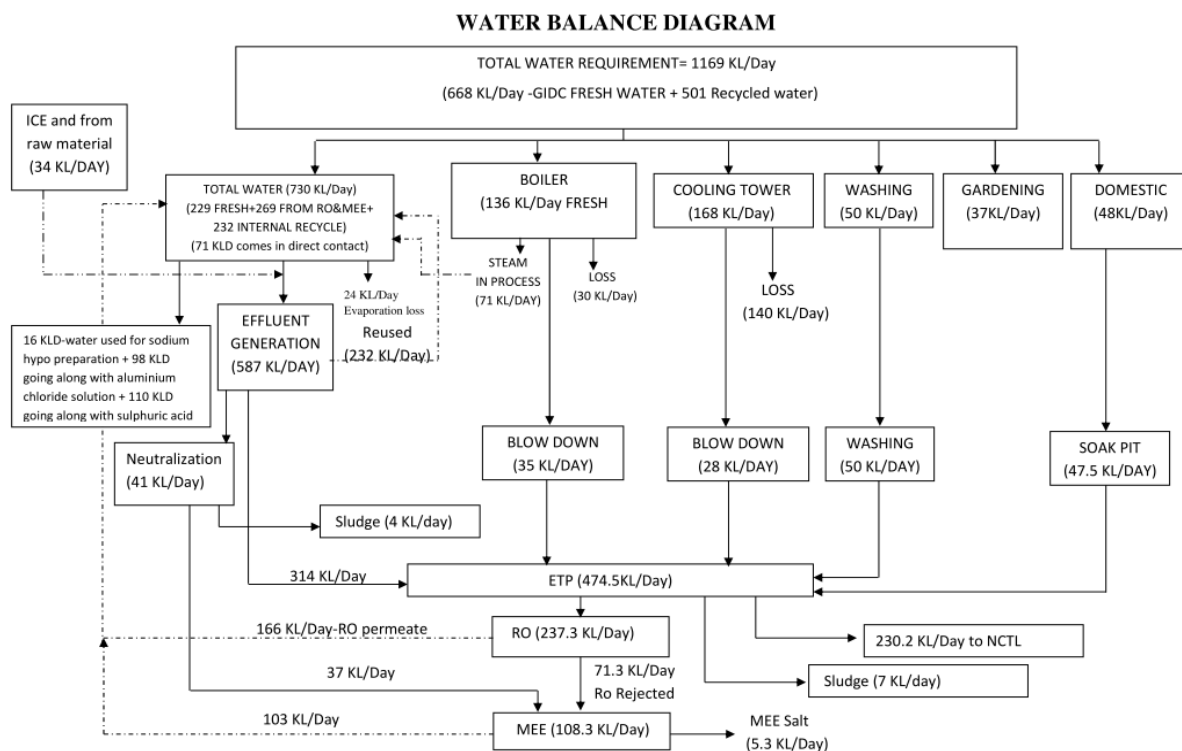 WATER BALANCE DIAGRAM
TOTAL WATER REQUIREMENT= 1169 KL/Day
(668 KL/Day -GIDC FRESH WATER + 501 Recycled water)
ICE and from
raw material
(34 KL/DAY)
TOTAL WATER (730 KL/Day)
(229 FRESH+269 FROM RO&MEE+
232 INTERNAL RECYCLE)
(71 KLD comes in direct contact)
BOILER
(136 KL/Day FRESH
COOLING TOWER
(168 KL/Day)
WASHING
(50 KL/Day)
GARDENING
(37KL/Day)
DOMESTIC
(48KL/Day)
STEAM
IN PROCESS
(71 KL/DAY)
LOSS
(30 KL/Day)
LOSS
(140 KL/Day)
24 KL/Day
Evaporation loss
Reused
(232 KL/Day)
EFFLUENT
GENERATION
(587 KL/DAY)
16 KLD-water used for sodium
hypo preparation + 98 KLD
going along with aluminium
chloride solution + 110 KLD
going along with sulphuric acid
Neutralization
(41 KL/Day)
BLOW DOWN
(35 KL/DAY)
BLOW DOWN
(28 KL/DAY)
WASHING
(50 KL/DAY)
SOAK PIT
(47.5 KL/DAY)
Sludge (4 KL/day)
314 KL/Day
ETP (474.5KL/Day)
166 KL/Day-RO permeate
RO (237.3 KL/Day)
230.2 KL/Day to NCTL
37 KL/Day
71.3 KL/Day
Ro Rejected
Sludge (7 KL/day)
103 KL/Day
MEE (108.3 KL/Day)
MEE Salt
(5.3 KL/Day)